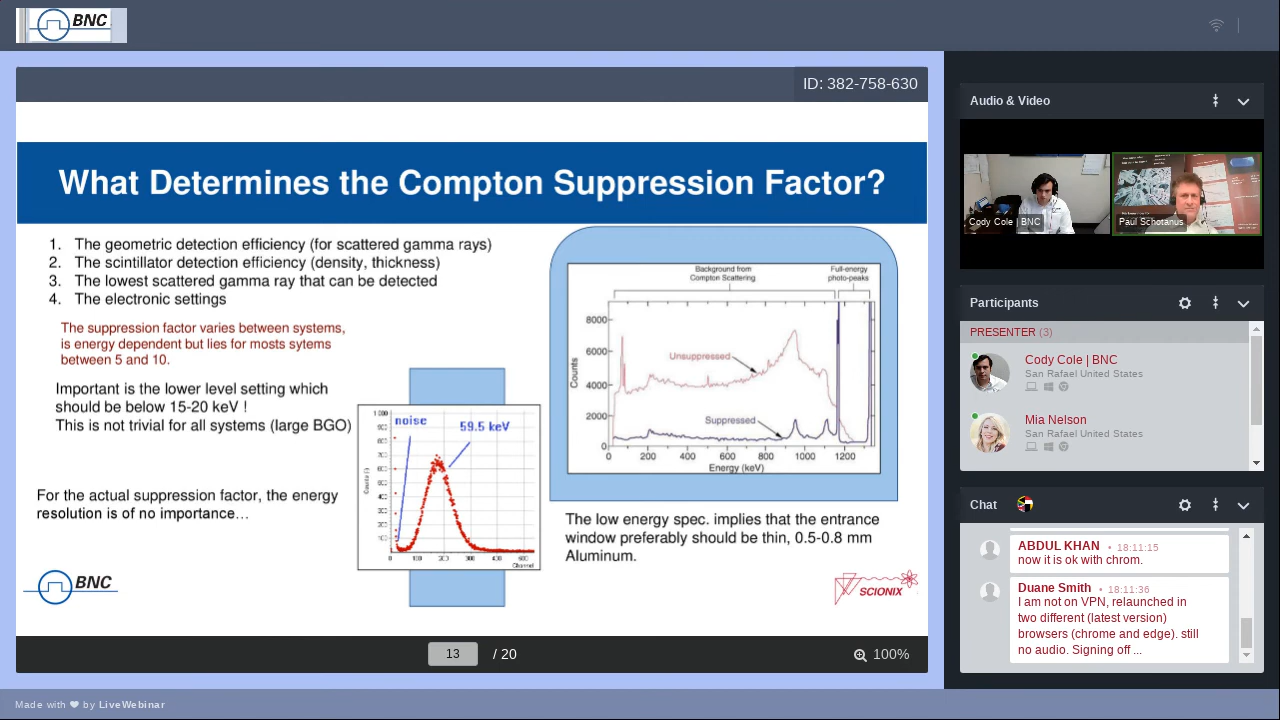 BNC
ID: 382-758-630
What Determines the Compton Suppression Factor?
1. The geometric detection efficiency (for scattered gamma rays)
2. The scintillator detection efficiency (density, thickness)
3. The lowest scattered gamma ray that can be detected
4. The electronic settings
The suppression factor varies between systems,
is energy dependent but lies for mosts sytems
between 5 and 10.
Important is the lower level setting which
should be below 15-20 keV !
This is not trivial for all systems (large BGO)
For the actual suppression factor, the energy
resolution is of no importance…
noise
59.5 keV
Channel
Background from
Compton Scattering
Full-energy
photo-peaks
8000
6000
4000
2000
0
Counts
Unsuppressed
Suppressed
0 200 400 600 800 1000 1200
Energy (keV)
The low energy spec. implies that the entrance
window preferably should be thin, 0.5-0.8 mm
Aluminum.
BNC
SCIONIX
13 / 20
100%
Made with by LiveWebinar
Audio & Video
Cody Cole | BNC
Paul Schotanus
Participants
PRESENTER (3)
Cody Cole | BNC
San Rafael United States
Mia Nelson
San Rafael United States
Chat
ABDUL KHAN • 18:11:15
now it is ok with chrom.
Duane Smith • 18:11:36
I am not on VPN, relaunched in
two different (latest version)
browsers (chrome and edge). still
no audio. Signing off ...